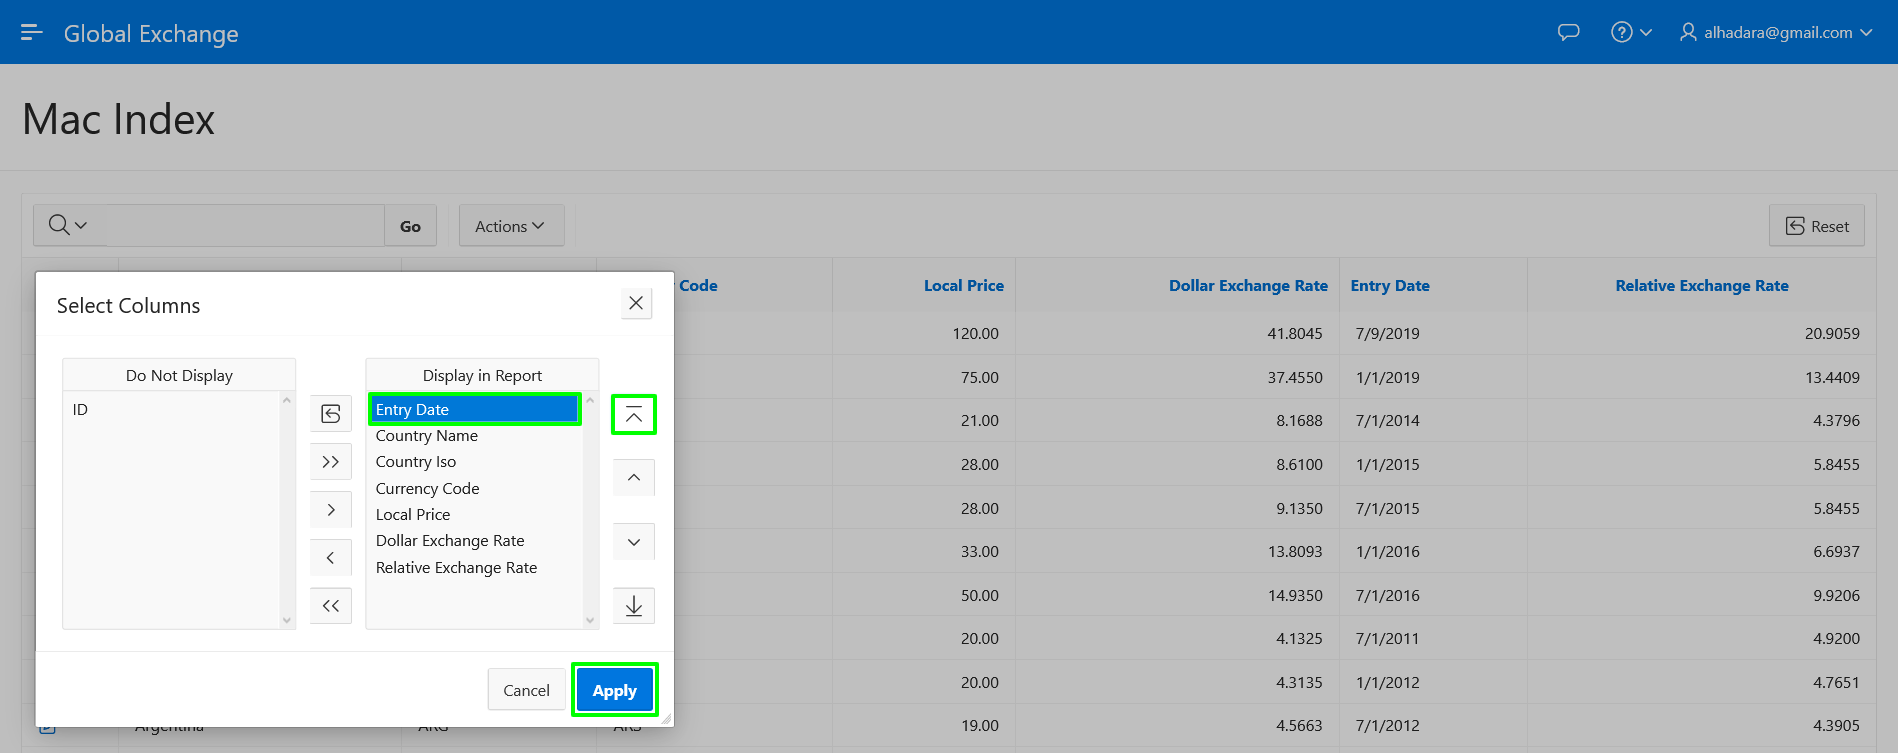 Global Exchange
alhadara@gmail.com
Mac Index
Go
Actions
Reset
Code
Local Price
Dollar Exchange Rate
Entry Date
Relative Exchange Rate
120.00 41.8045 7/9/2019 20.9059
75.00 37.4550 1/1/2019 13.4409
21.00 8.1688 7/1/2014 4.3796
28.00 8.6100 1/1/2015 5.8455
28.00 9.1350 7/1/2015 5.8455
33.00 13.8093 1/1/2016 6.6937
50.00 14.9350 7/1/2016 9.9206
20.00 4.1325 7/1/2011 4.9200
20.00 4.3135 1/1/2012 4.7651
Argentina ARG ARS 19.00 4.5663 7/1/2012 4.3905
Select Columns
Do Not Display
ID
Display in Report
Entry Date
Country Name
Country Iso
Currency Code
Local Price
Dollar Exchange Rate
Relative Exchange Rate
Cancel
Apply